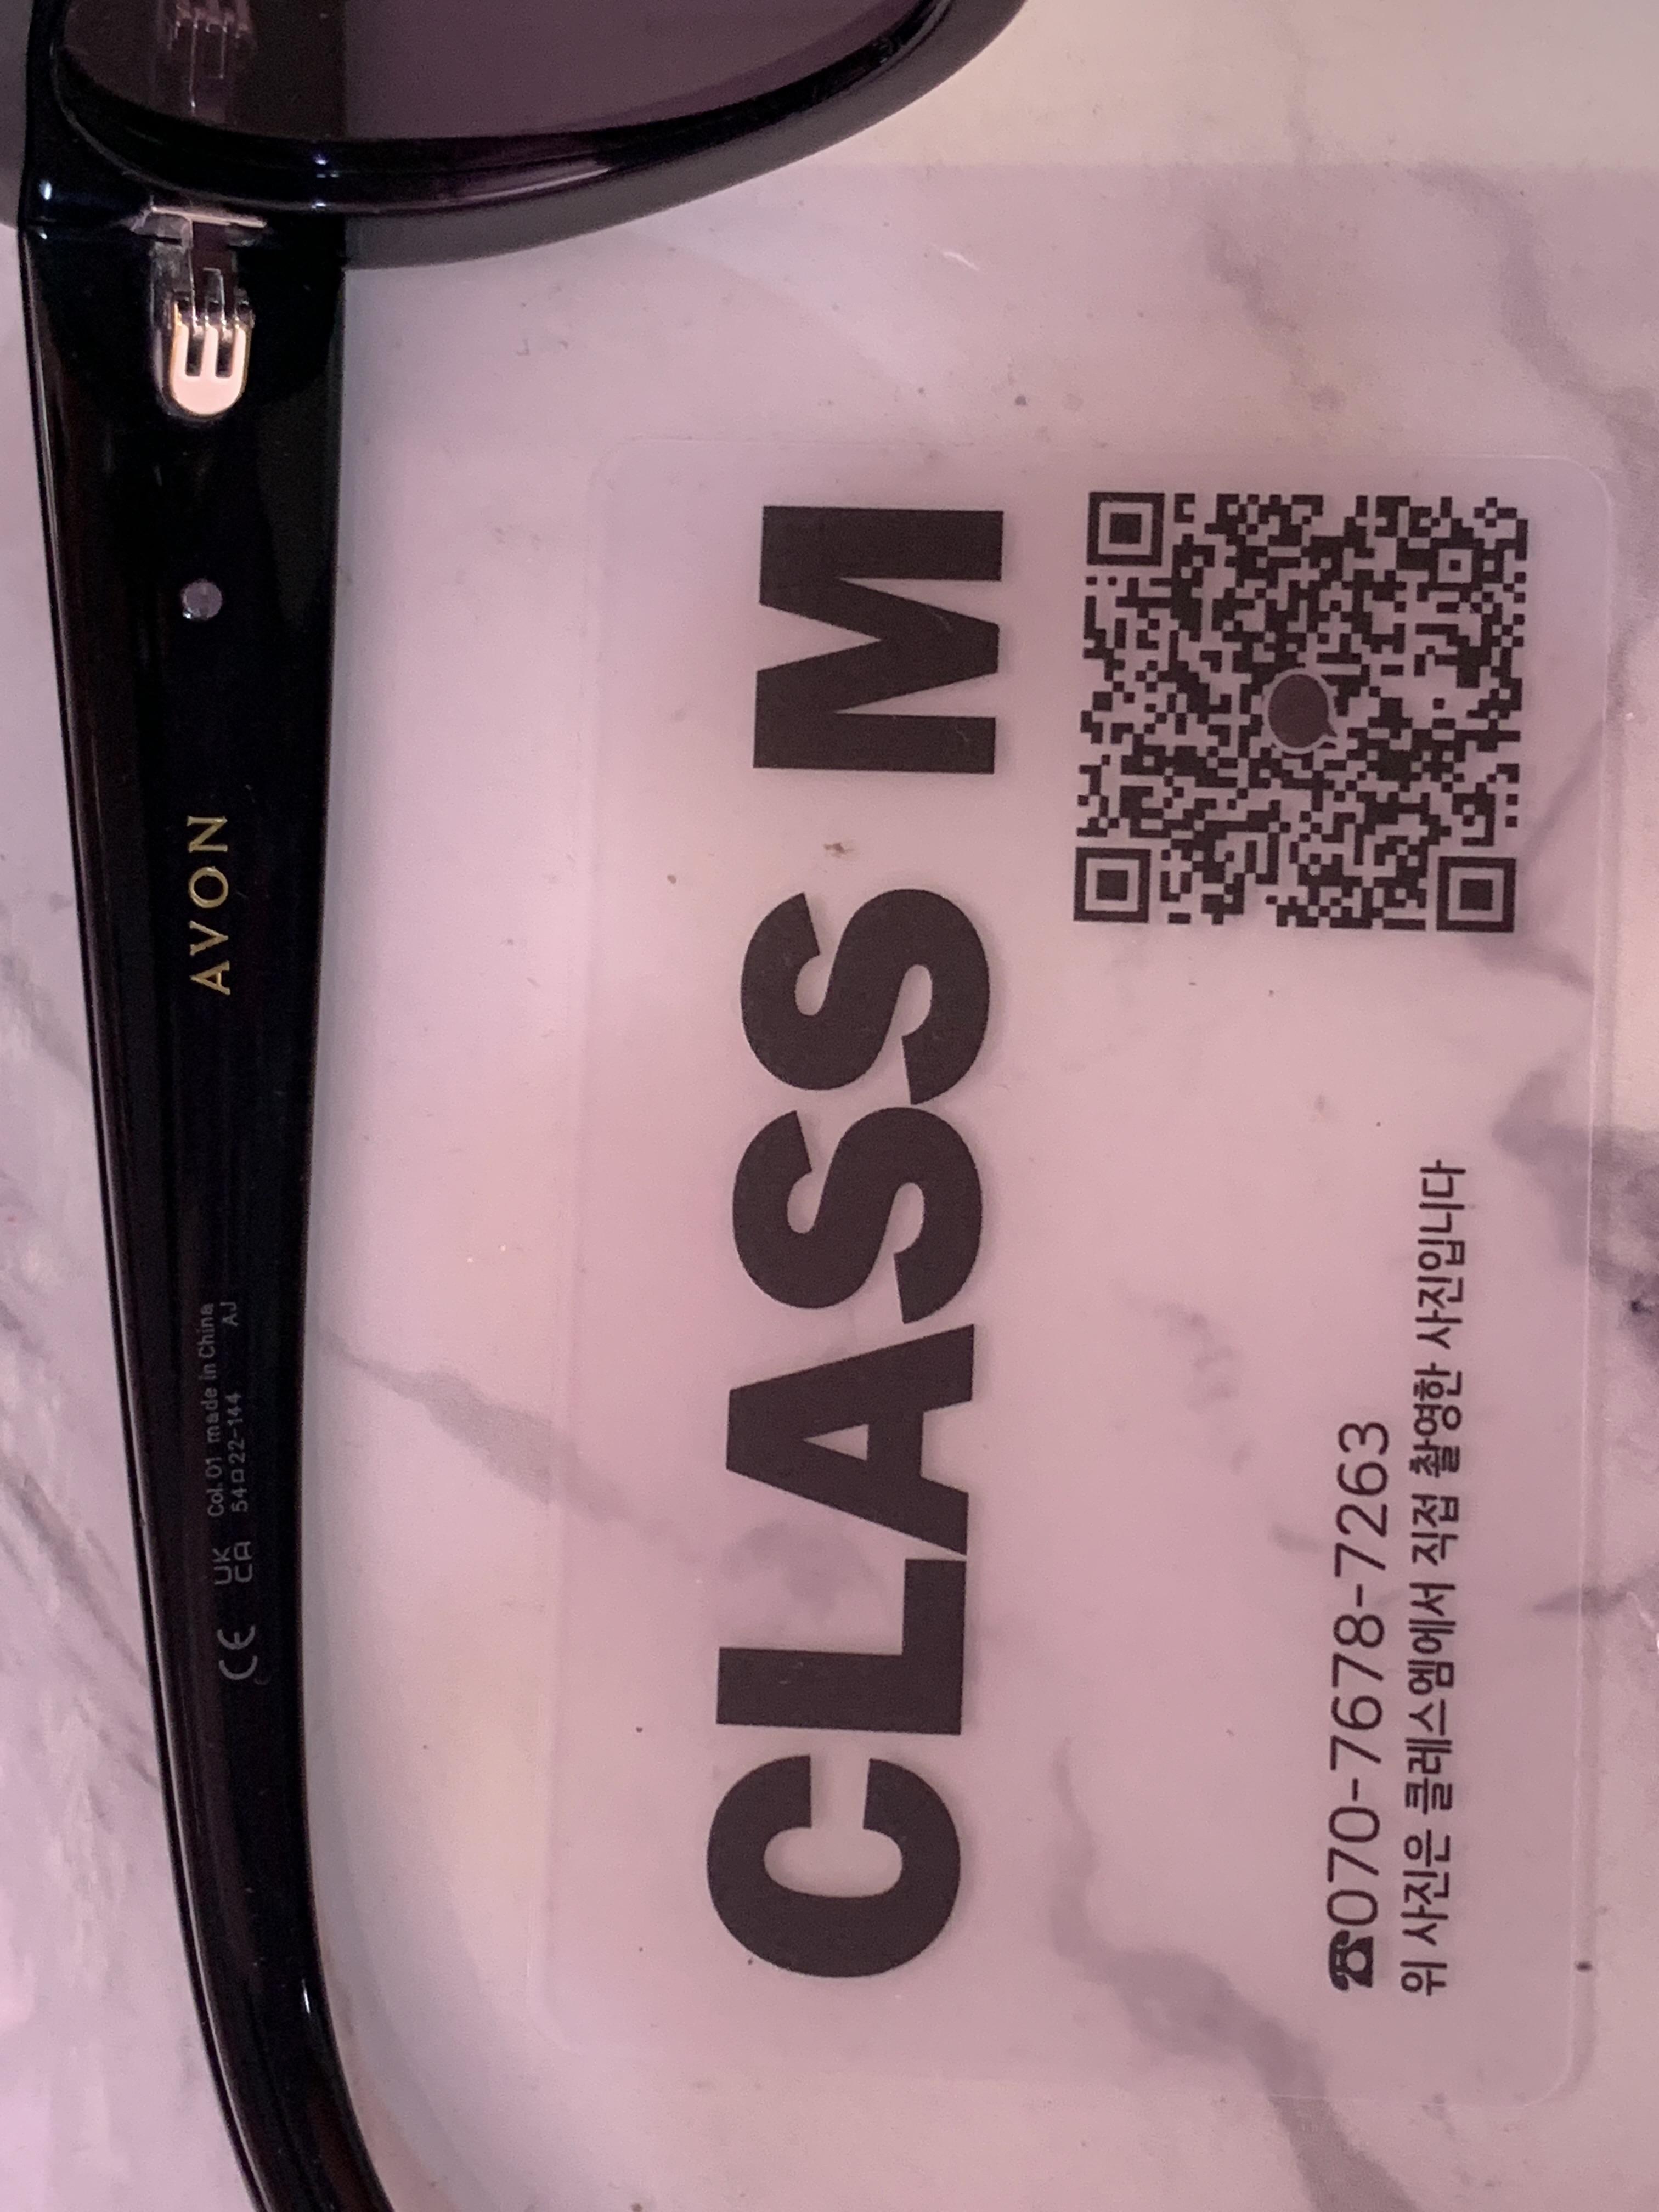 AVON
CE UK CA Col.01 made in China
54□22-144 AJ
CLASS M
☎070-7678-7263
위 사진은 클레스엠에서 직접 촬영한 사진입니다